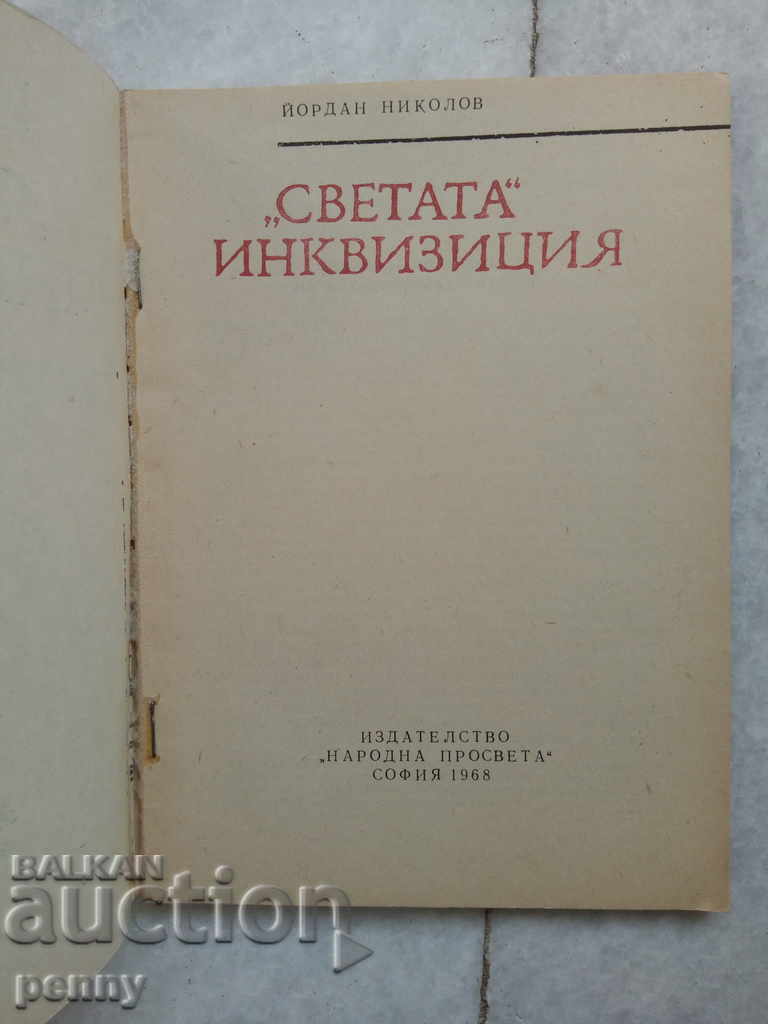 ЙОРДАН НИКОЛОВ
„СВЕТАТА“
ИНКВИЗИЦИЯ
ИЗДАТЕЛСТВО
„НАРОДНА ПРОСВЕТА“
СОФИЯ 1968
BALKAN
auction
penny